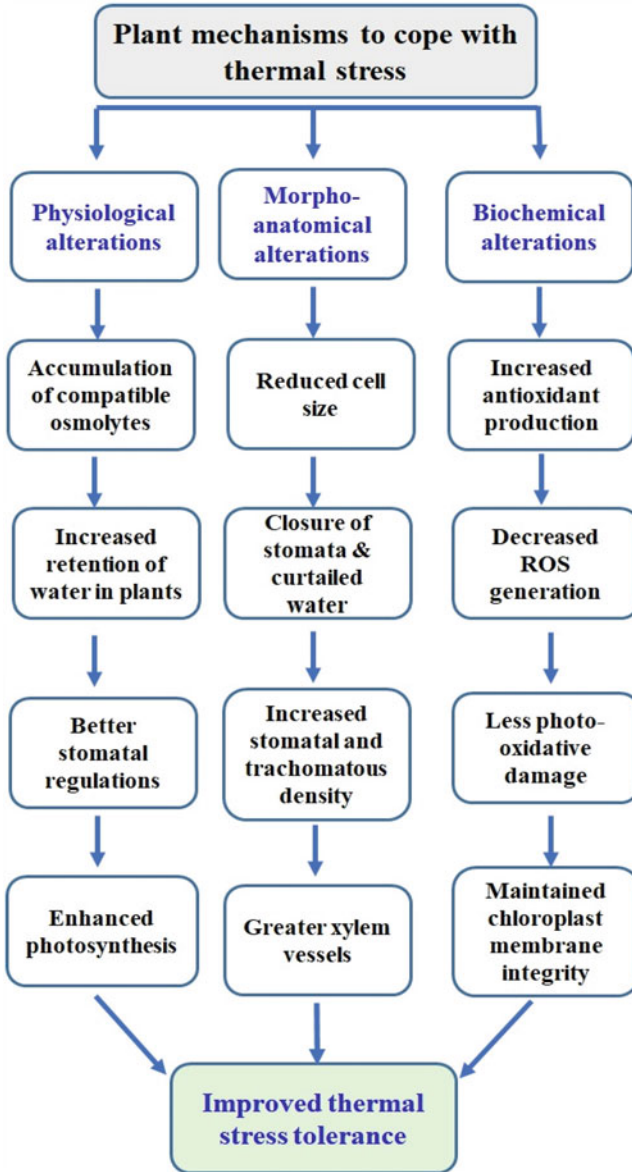 Plant mechanisms to cope with
thermal stress
Physiological
alterations
Morpho-
anatomical
alterations
Biochemical
alterations
Accumulation
of compatible
osmolytes
Reduced cell
size
Increased
antioxidant
production
Increased
retention of
water in plants
Closure of
stomata &
curtailed
water
Decreased
ROS
generation
Better
stomatal
regulations
Increased
stomatal and
trachomatous
density
Less photo-
oxidative
damage
Enhanced
photosynthesis
Greater xylem
vessels
Maintained
chloroplast
membrane
integrity
Improved thermal
stress tolerance